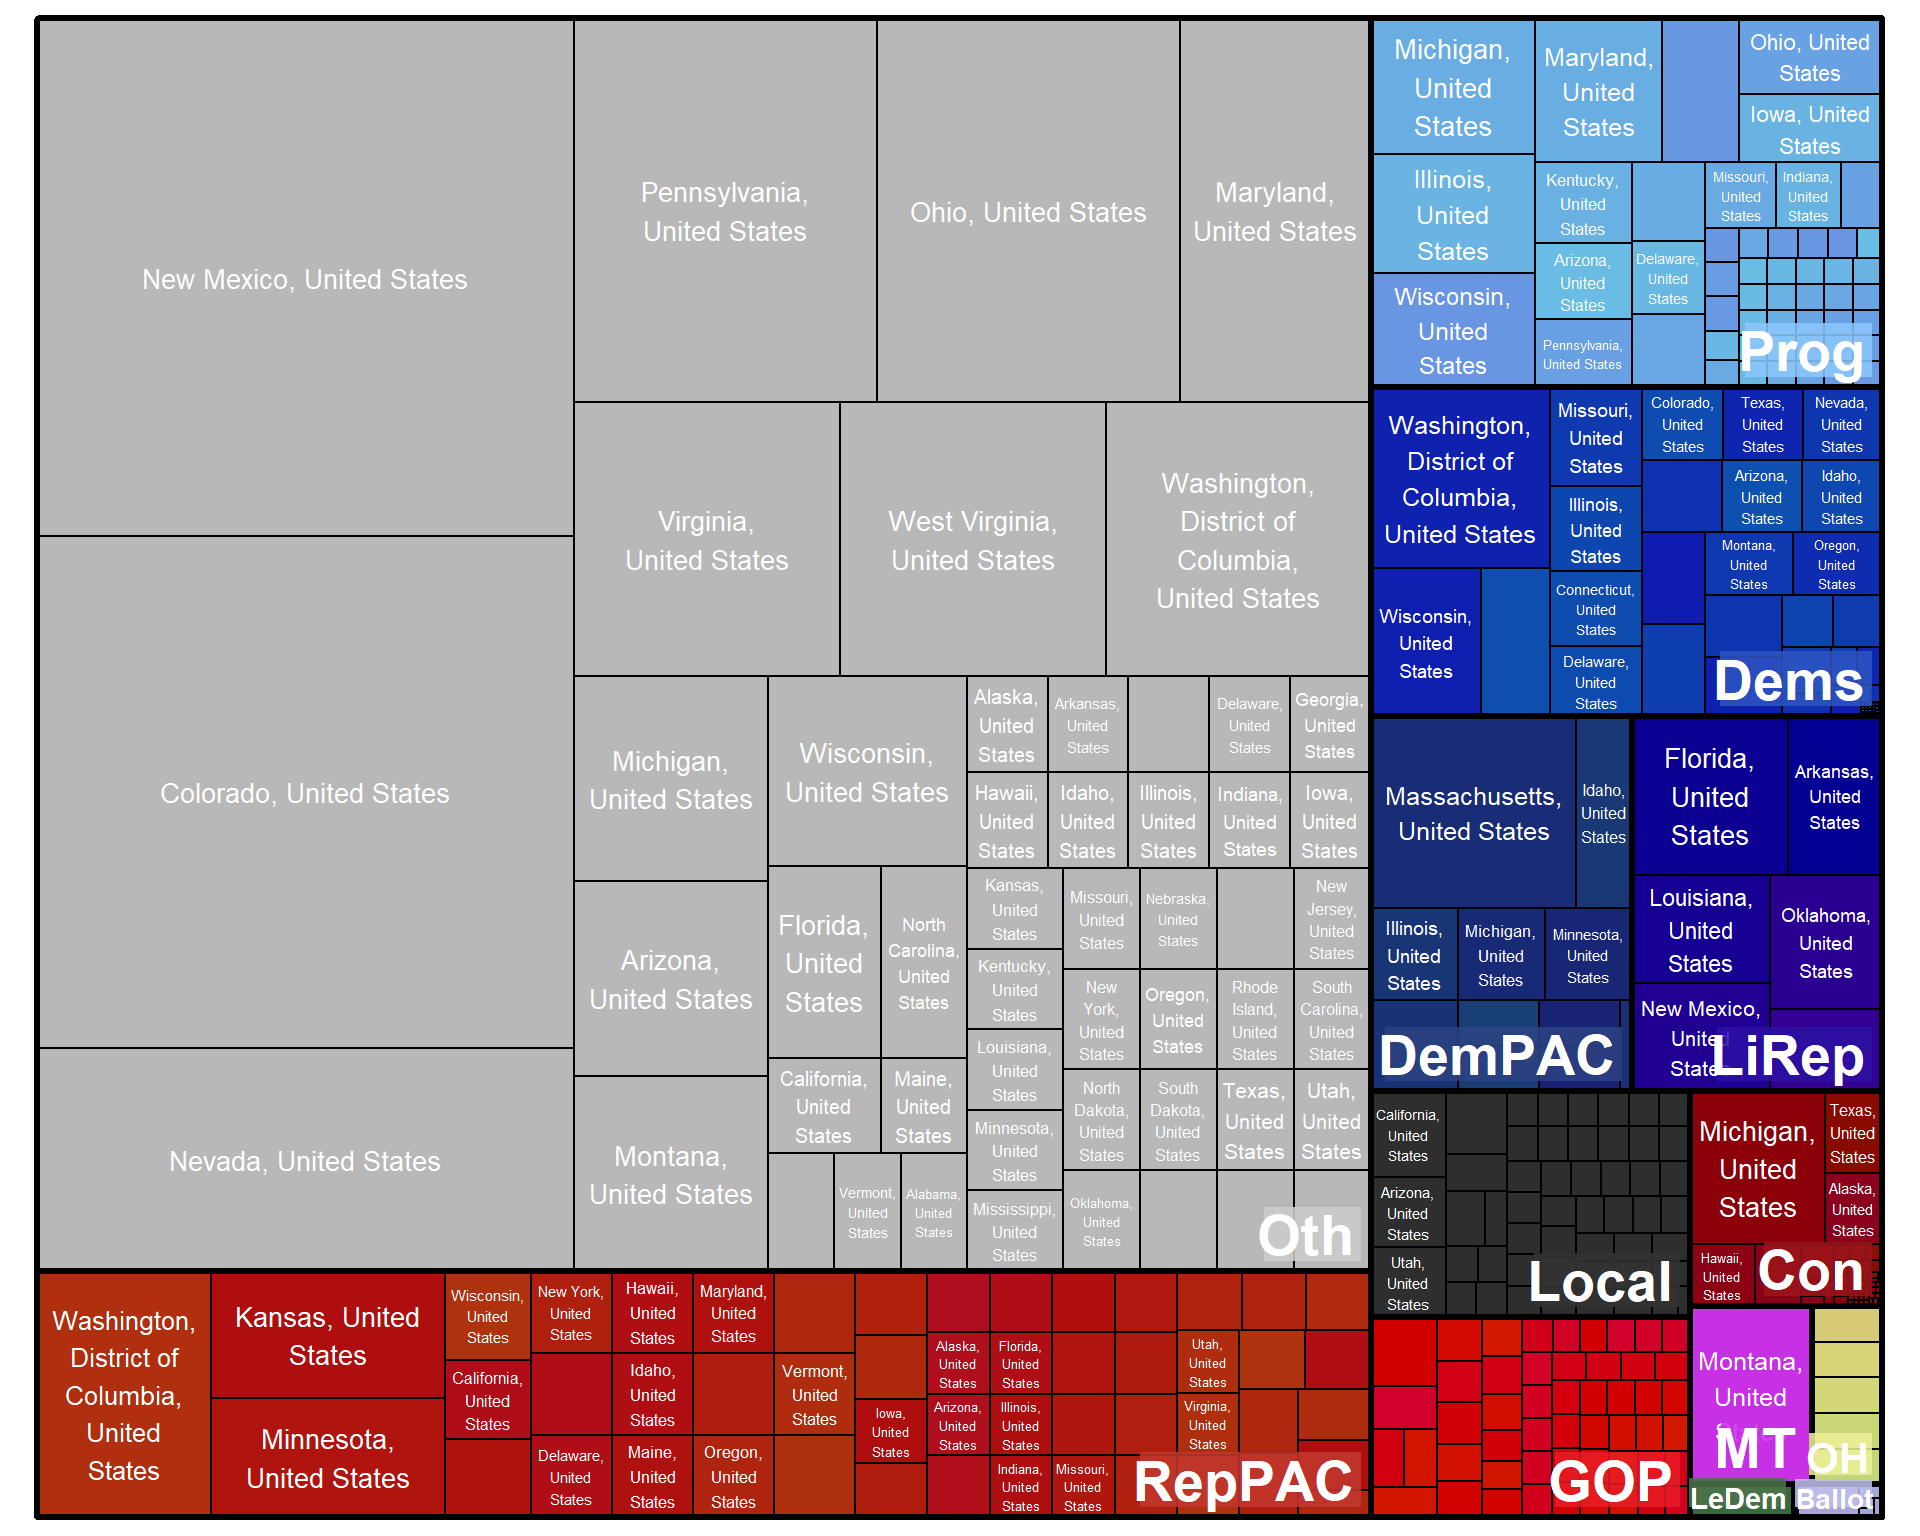 New Mexico, United States
Colorado, United States
Nevada, United States
Pennsylvania,
United States
Ohio, United States
Maryland,
United States
Virginia,
United States
West Virginia,
United States
Washington,
District of
Columbia,
United States
Michigan,
United States
Arizona,
United States
Montana,
United States
Wisconsin,
United States
Florida,
United
States
North
Carolina,
United
States
California,
United
States
Maine,
United
States
Vermont,
United
States
Alabama,
United
States
Alaska,
United
States
Arkansas,
United
States
Delaware,
United
States
Georgia,
United
States
Hawaii,
United
States
Idaho,
United
States
Illinois,
United
States
Indiana,
United
States
Iowa,
United
States
Kansas,
United
States
Kentucky,
United
States
Louisiana,
United
States
Minnesota,
United
States
Mississippi,
United
States
Missouri,
United
States
Nebraska,
United
States
New
Jersey,
United
States
New
York,
United
States
Oregon,
United
States
Rhode
Island,
United
States
South
Carolina,
United
States
North
Dakota,
United
States
South
Dakota,
United
States
Texas,
United
States
Utah,
United
States
Oklahoma,
United
States
Oth
Washington,
District of
Columbia,
United
States
Kansas, United
States
Minnesota,
United States
Wisconsin,
United
States
California,
United
States
New York,
United
States
Delaware,
United
States
Hawaii,
United
States
Idaho,
United
States
Maine,
United
States
Maryland,
United
States
Oregon,
United
States
Vermont,
United
States
Iowa,
United
States
Alaska,
United
States
Arizona,
United
States
Florida,
United
States
Illinois,
United
States
Indiana,
United
States
Missouri,
United
States
Utah,
United
States
Virginia,
United
States
RepPAC
Michigan,
United
States
Illinois,
United
States
Wisconsin,
United
States
Maryland,
United
States
Ohio, United
States
Iowa, United
States
Kentucky,
United
States
Arizona,
United
States
Pennsylvania,
United States
Delaware,
United
States
Missouri,
United
States
Indiana,
United
States
Prog
Washington,
District of
Columbia,
United States
Wisconsin,
United
States
Missouri,
United
States
Illinois,
United
States
Connecticut,
United
States
Delaware,
United
States
Colorado,
United
States
Texas,
United
States
Nevada,
United
States
Arizona,
United
States
Idaho,
United
States
Montana,
United
States
Oregon,
United
States
Dems
Massachusetts,
United States
Idaho,
United
States
Illinois,
United
States
Michigan,
United
States
Minnesota,
United
States
DemPAC
Florida,
United
States
Arkansas,
United
States
Louisiana,
United
States
Oklahoma,
United
States
New Mexico,
United
States
LiRep
California,
United
States
Arizona,
United
States
Utah,
United
States
Local
Michigan,
United
States
Texas,
United
States
Alaska,
United
States
Hawaii,
United
States
Con
GOP
Montana,
United
States
MT
OH
LeDem
Ballot